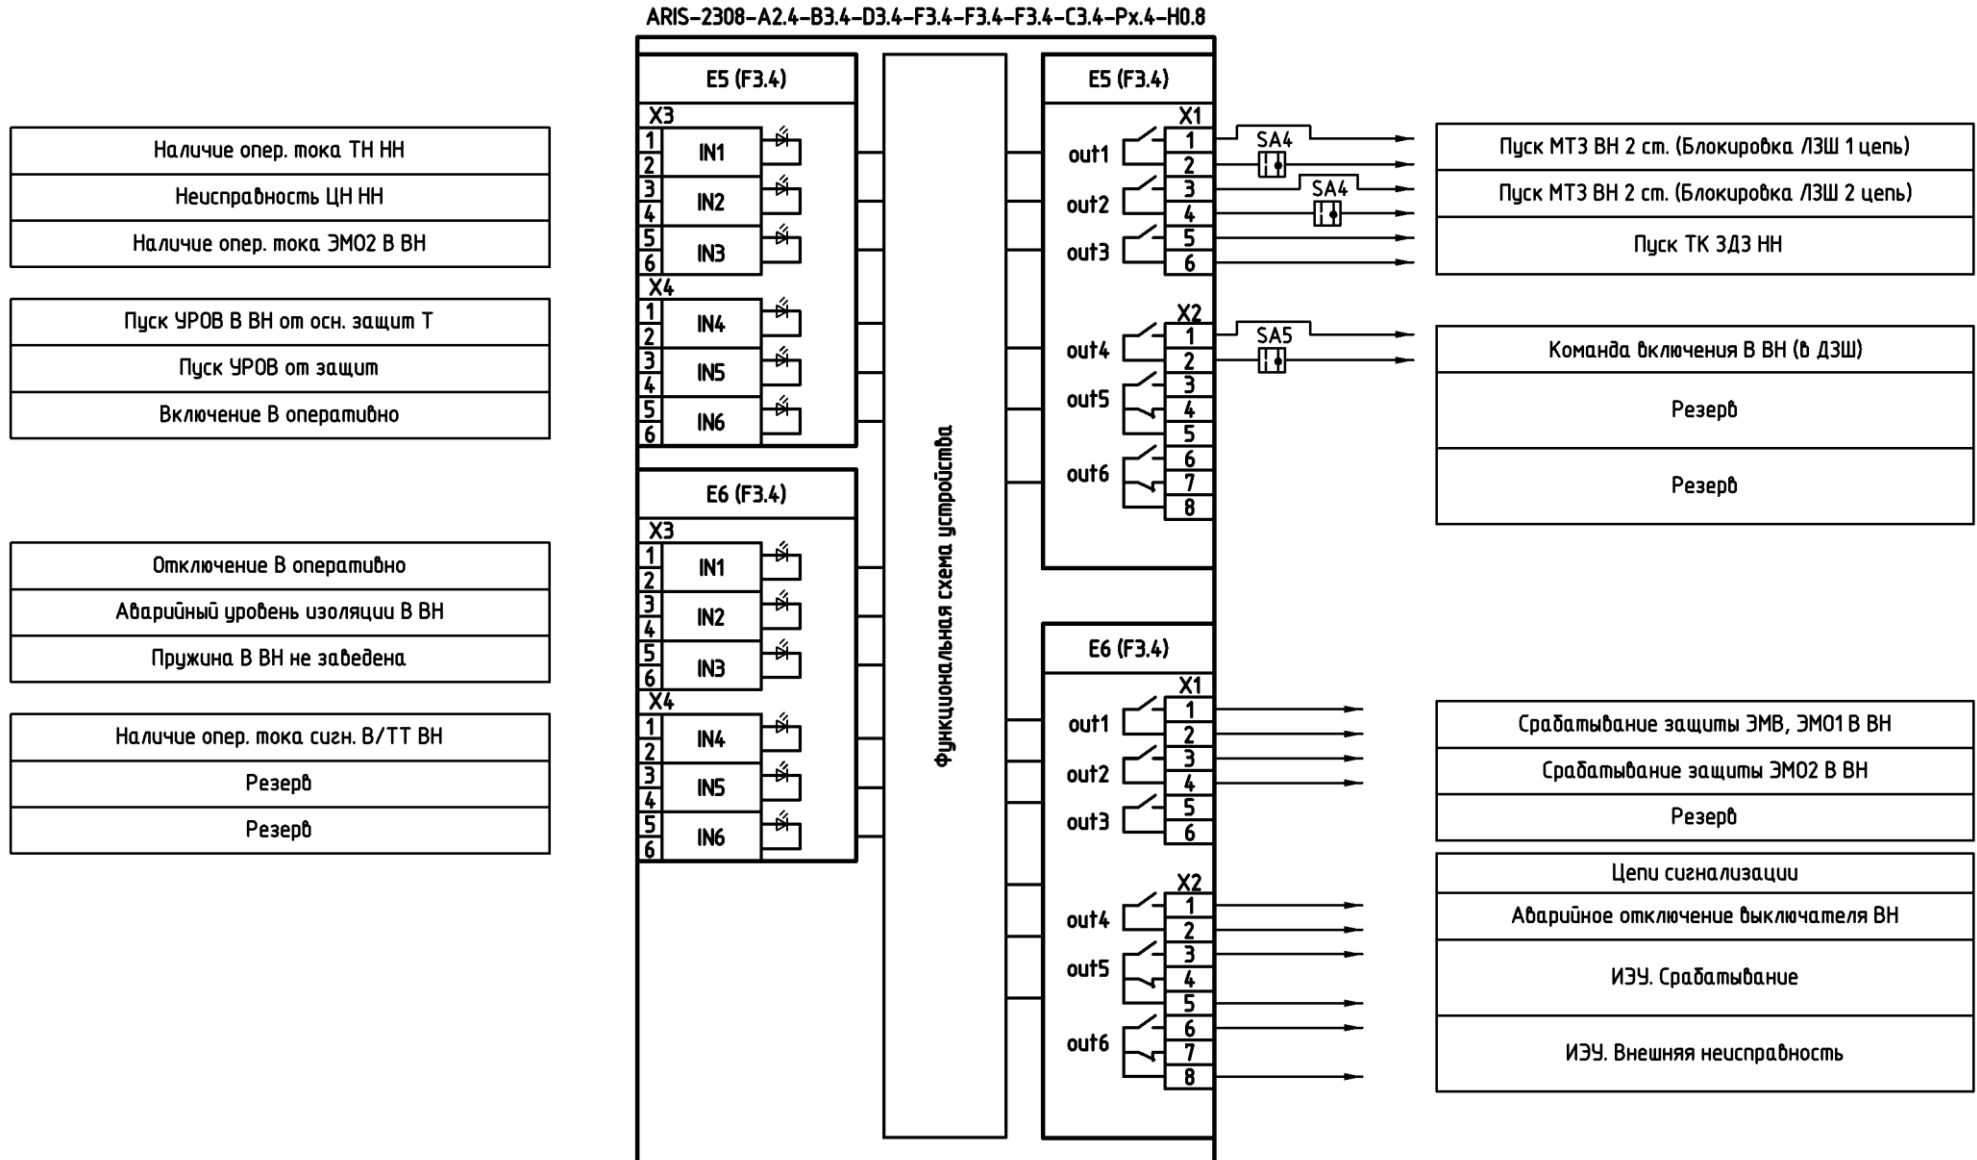 ARIS-2308-A2.4-B3.4-D3.4-F3.4-F3.4-F3.4-C3.4-Px.4-H0.8
Наличие опер. тока ТН НН
Неисправность ЦН НН
Наличие опер. тока ЭМО2 В ВН
Пуск УРОВ В ВН от осн. защит Т
Пуск УРОВ от защит
Включение В оперативно
Отключение В оперативно
Аварийный уровень изоляции В ВН
Пружина В ВН не заведена
Наличие опер. тока сигн. В/ТТ ВН
Резерв
Резерв
E5 (F3.4)
X3
1
IN1
2
3
IN2
4
5
IN3
6
X4
1
IN4
2
3
IN5
4
5
IN6
6
E6 (F3.4)
X3
1
IN1
2
3
IN2
4
5
IN3
6
X4
1
IN4
2
3
IN5
4
5
IN6
6
Функциональная схема устройства
E5 (F3.4)
X1
out1
1
SA4
2
out2
3
SA4
4
out3
5
6
X2
out4
1
SA5
2
out5
3
4
5
out6
6
7
8
E6 (F3.4)
X1
out1
1
2
out2
3
4
out3
5
6
X2
out4
1
2
out5
3
4
5
out6
6
7
8
Пуск МТЗ ВН 2 ст. (Блокировка ЛЗШ 1 цепь)
Пуск МТЗ ВН 2 ст. (Блокировка ЛЗШ 2 цепь)
Пуск ТК ЗДЗ НН
Команда включения В ВН (в ДЗШ)
Резерв
Резерв
Срабатывание защиты ЭМВ, ЭМО1 В ВН
Срабатывание защиты ЭМО2 В ВН
Резерв
Цепи сигнализации
Аварийное отключение выключателя ВН
ИЭУ. Срабатывание
ИЭУ. Внешняя неисправность